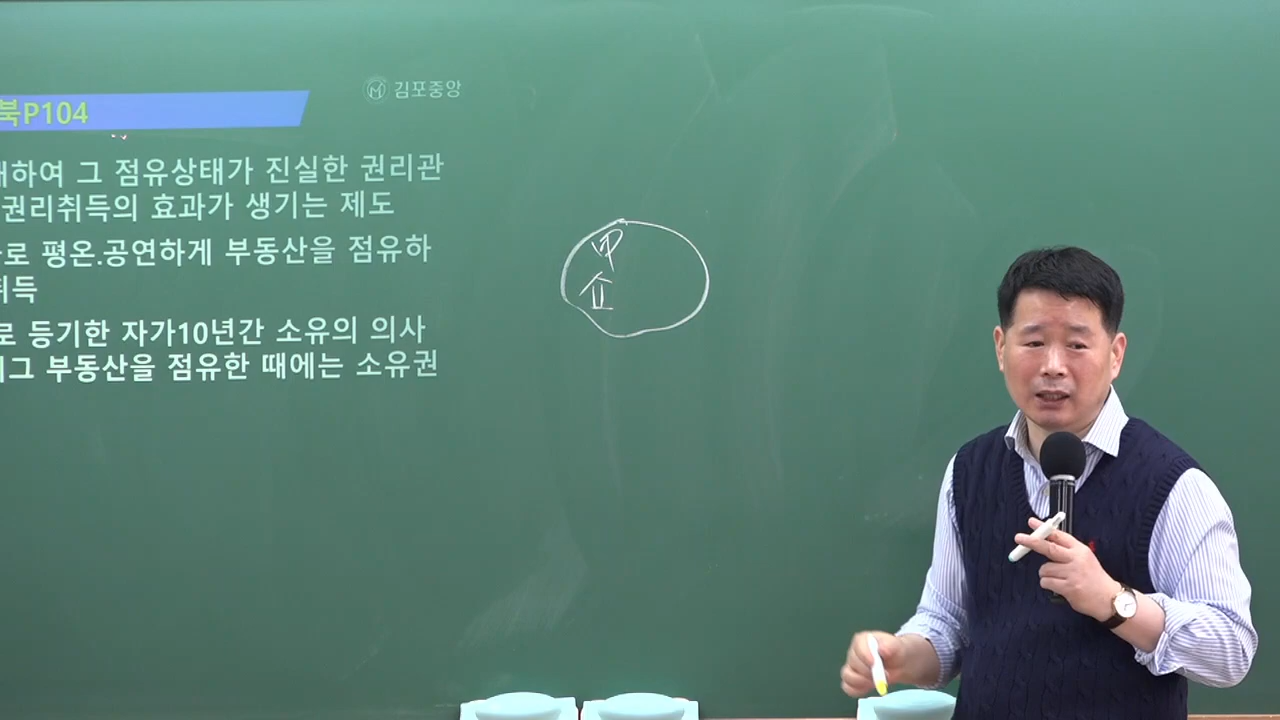 김포중앙
북P104
해하여 그 점유상태가 진실한 권리관
권리취득의 효과가 생기는 제도
로 평온.공연하게 부동산을 점유하
취득
로 등기한 자가10년간 소유의 의사
그 부동산을 점유한 때에는 소유권
甲